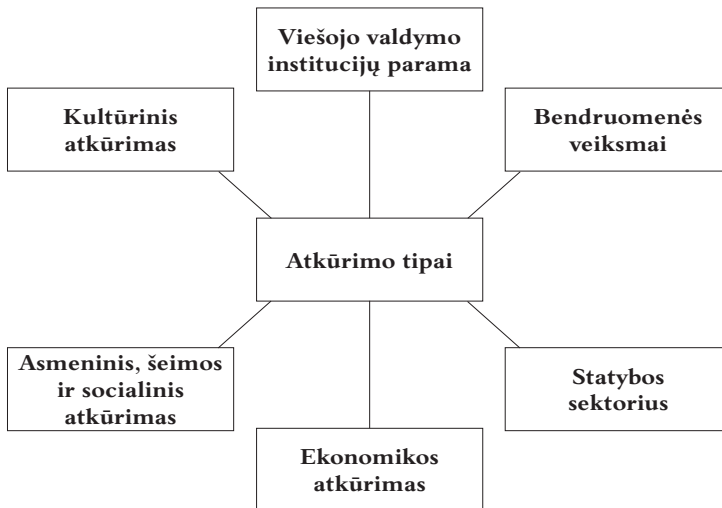 Viešojo valdymo
institucijų parama
Kultūrinis
atkūrimas
Bendruomenės
veiksmai
Atkūrimo tipai
Asmeninis, šeimos
ir socialinis
atkūrimas
Statybos
sektorius
Ekonomikos
atkūrimas